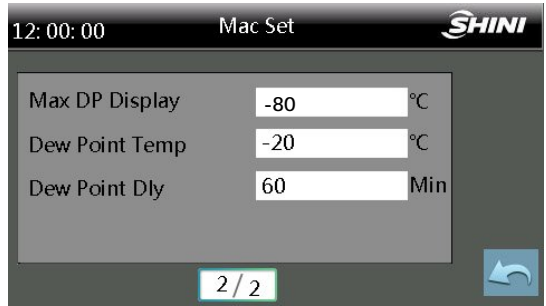 12: 00: 00 Mac Set SHINI
Max DP Display -80 ℃
Dew Point Temp -20 ℃
Dew Point Dly 60 Min
2/2